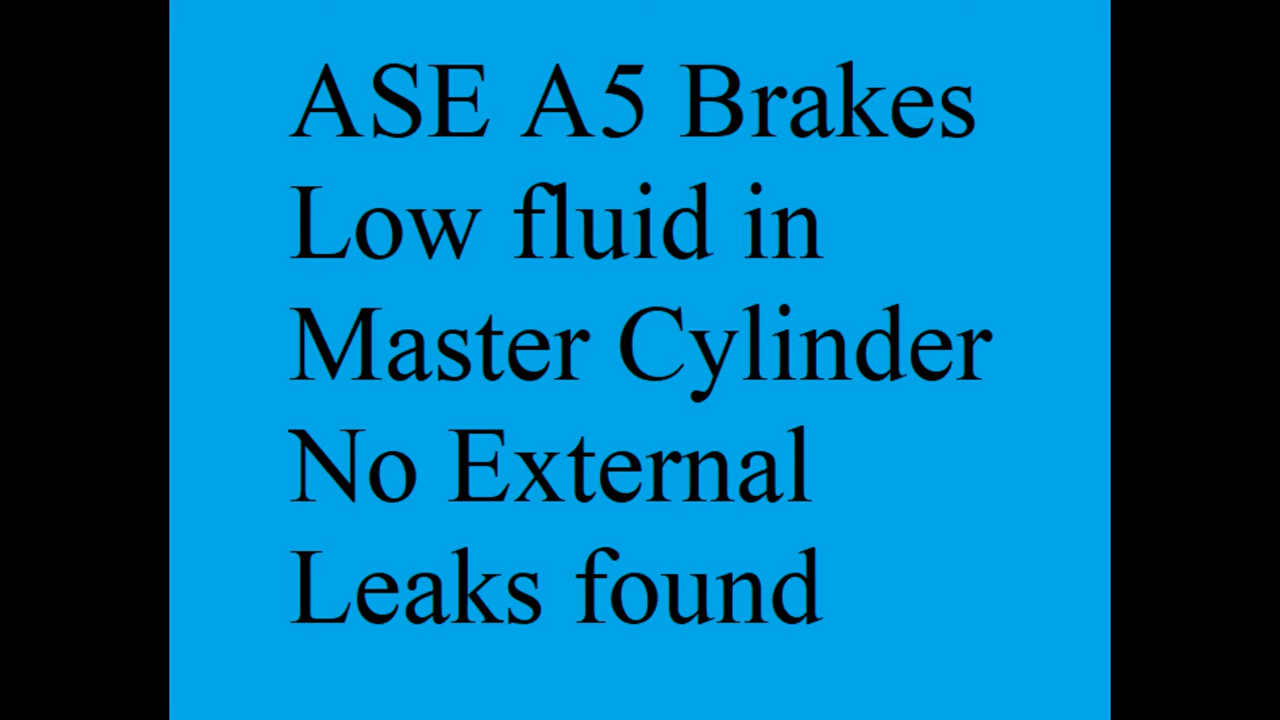 ASE A5 Brakes
Low fluid in
Master Cylinder
No External
Leaks found